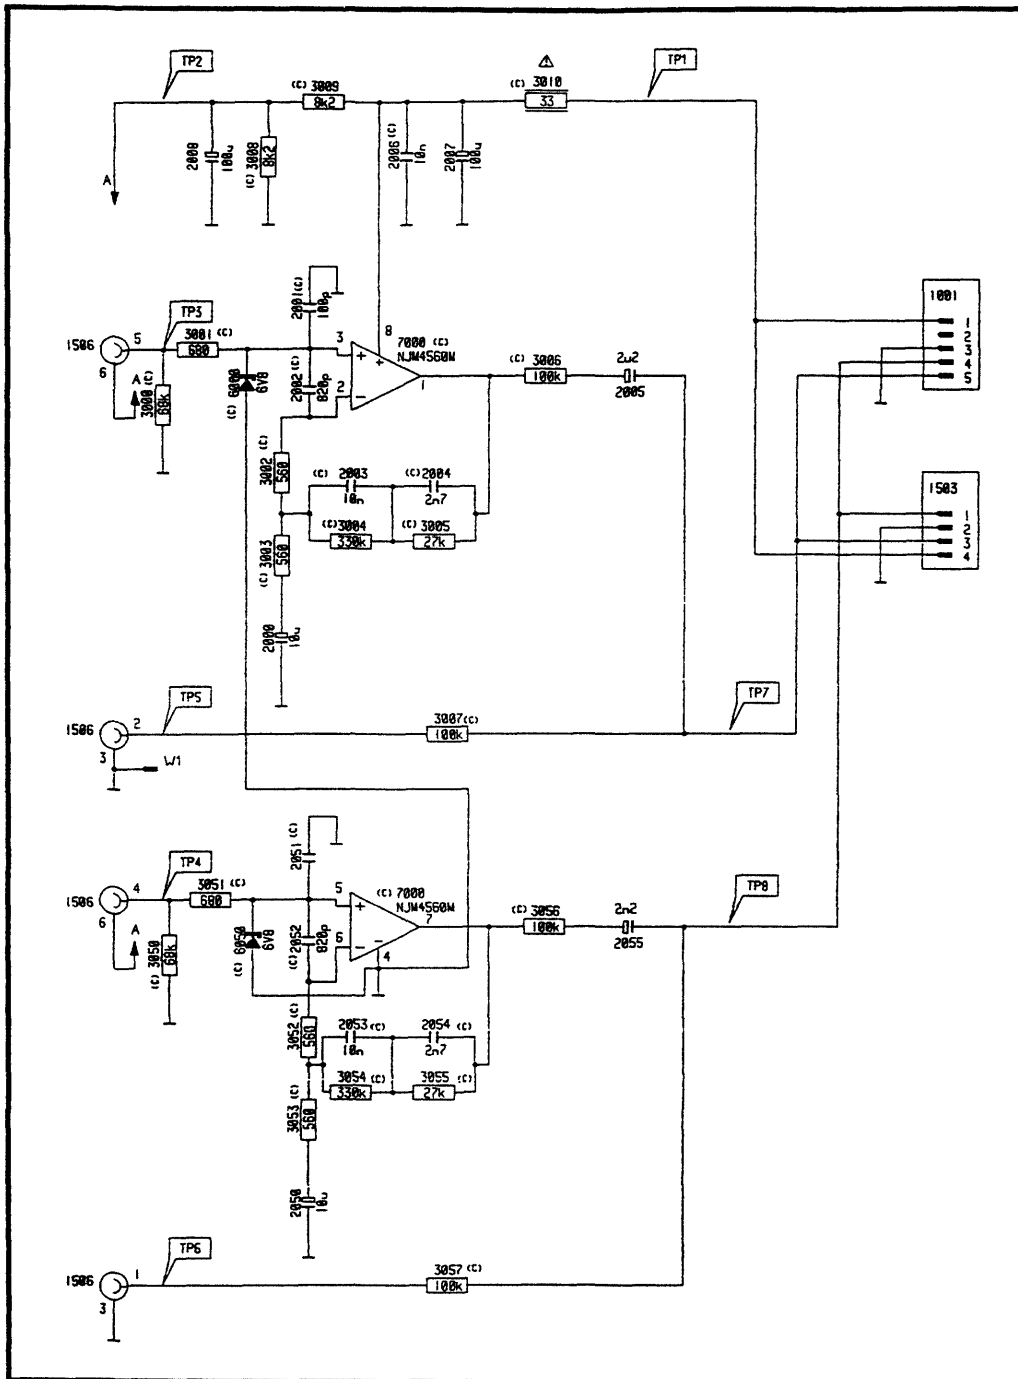 TP2
(C) 3009
8k2
(C) 3010
33
TP1
2008
100u
(C) 3008
8k2
2006 (C)
10n
2007
100u
A
2001 (C)
100p
1001
1
2
3
4
5
TP3
3001 (C)
680
1506
5
6
A
3000 (C)
68k
(C) 6000
6V8
2002 (C)
820p
3
2
8
7000 (C)
NJM4560M
1
(C) 3006
100k
2u2
2005
3002 (C)
560
(C) 2003
10n
(C) 2004
2n7
(C) 3004
330k
(C) 3005
27k
(C) 3003
560
1503
1
2
3
4
2000
10u
TP5
1506
2
3
W1
3007 (C)
100k
TP7
2051 (C)
TP4
3051 (C)
680
1506
4
6
A
(C) 3050
68k
(C) 6050
6V8
(C) 2052
820p
5
6
4
(C) 7000
NJM4560M
7
(C) 3056
100k
2n2
2055
TP8
3052 (C)
560
2053 (C)
10n
2054 (C)
2n7
3054 (C)
330k
3055 (C)
27k
3053 (C)
560
2050
10u
TP6
1506
1
3
3057 (C)
100k